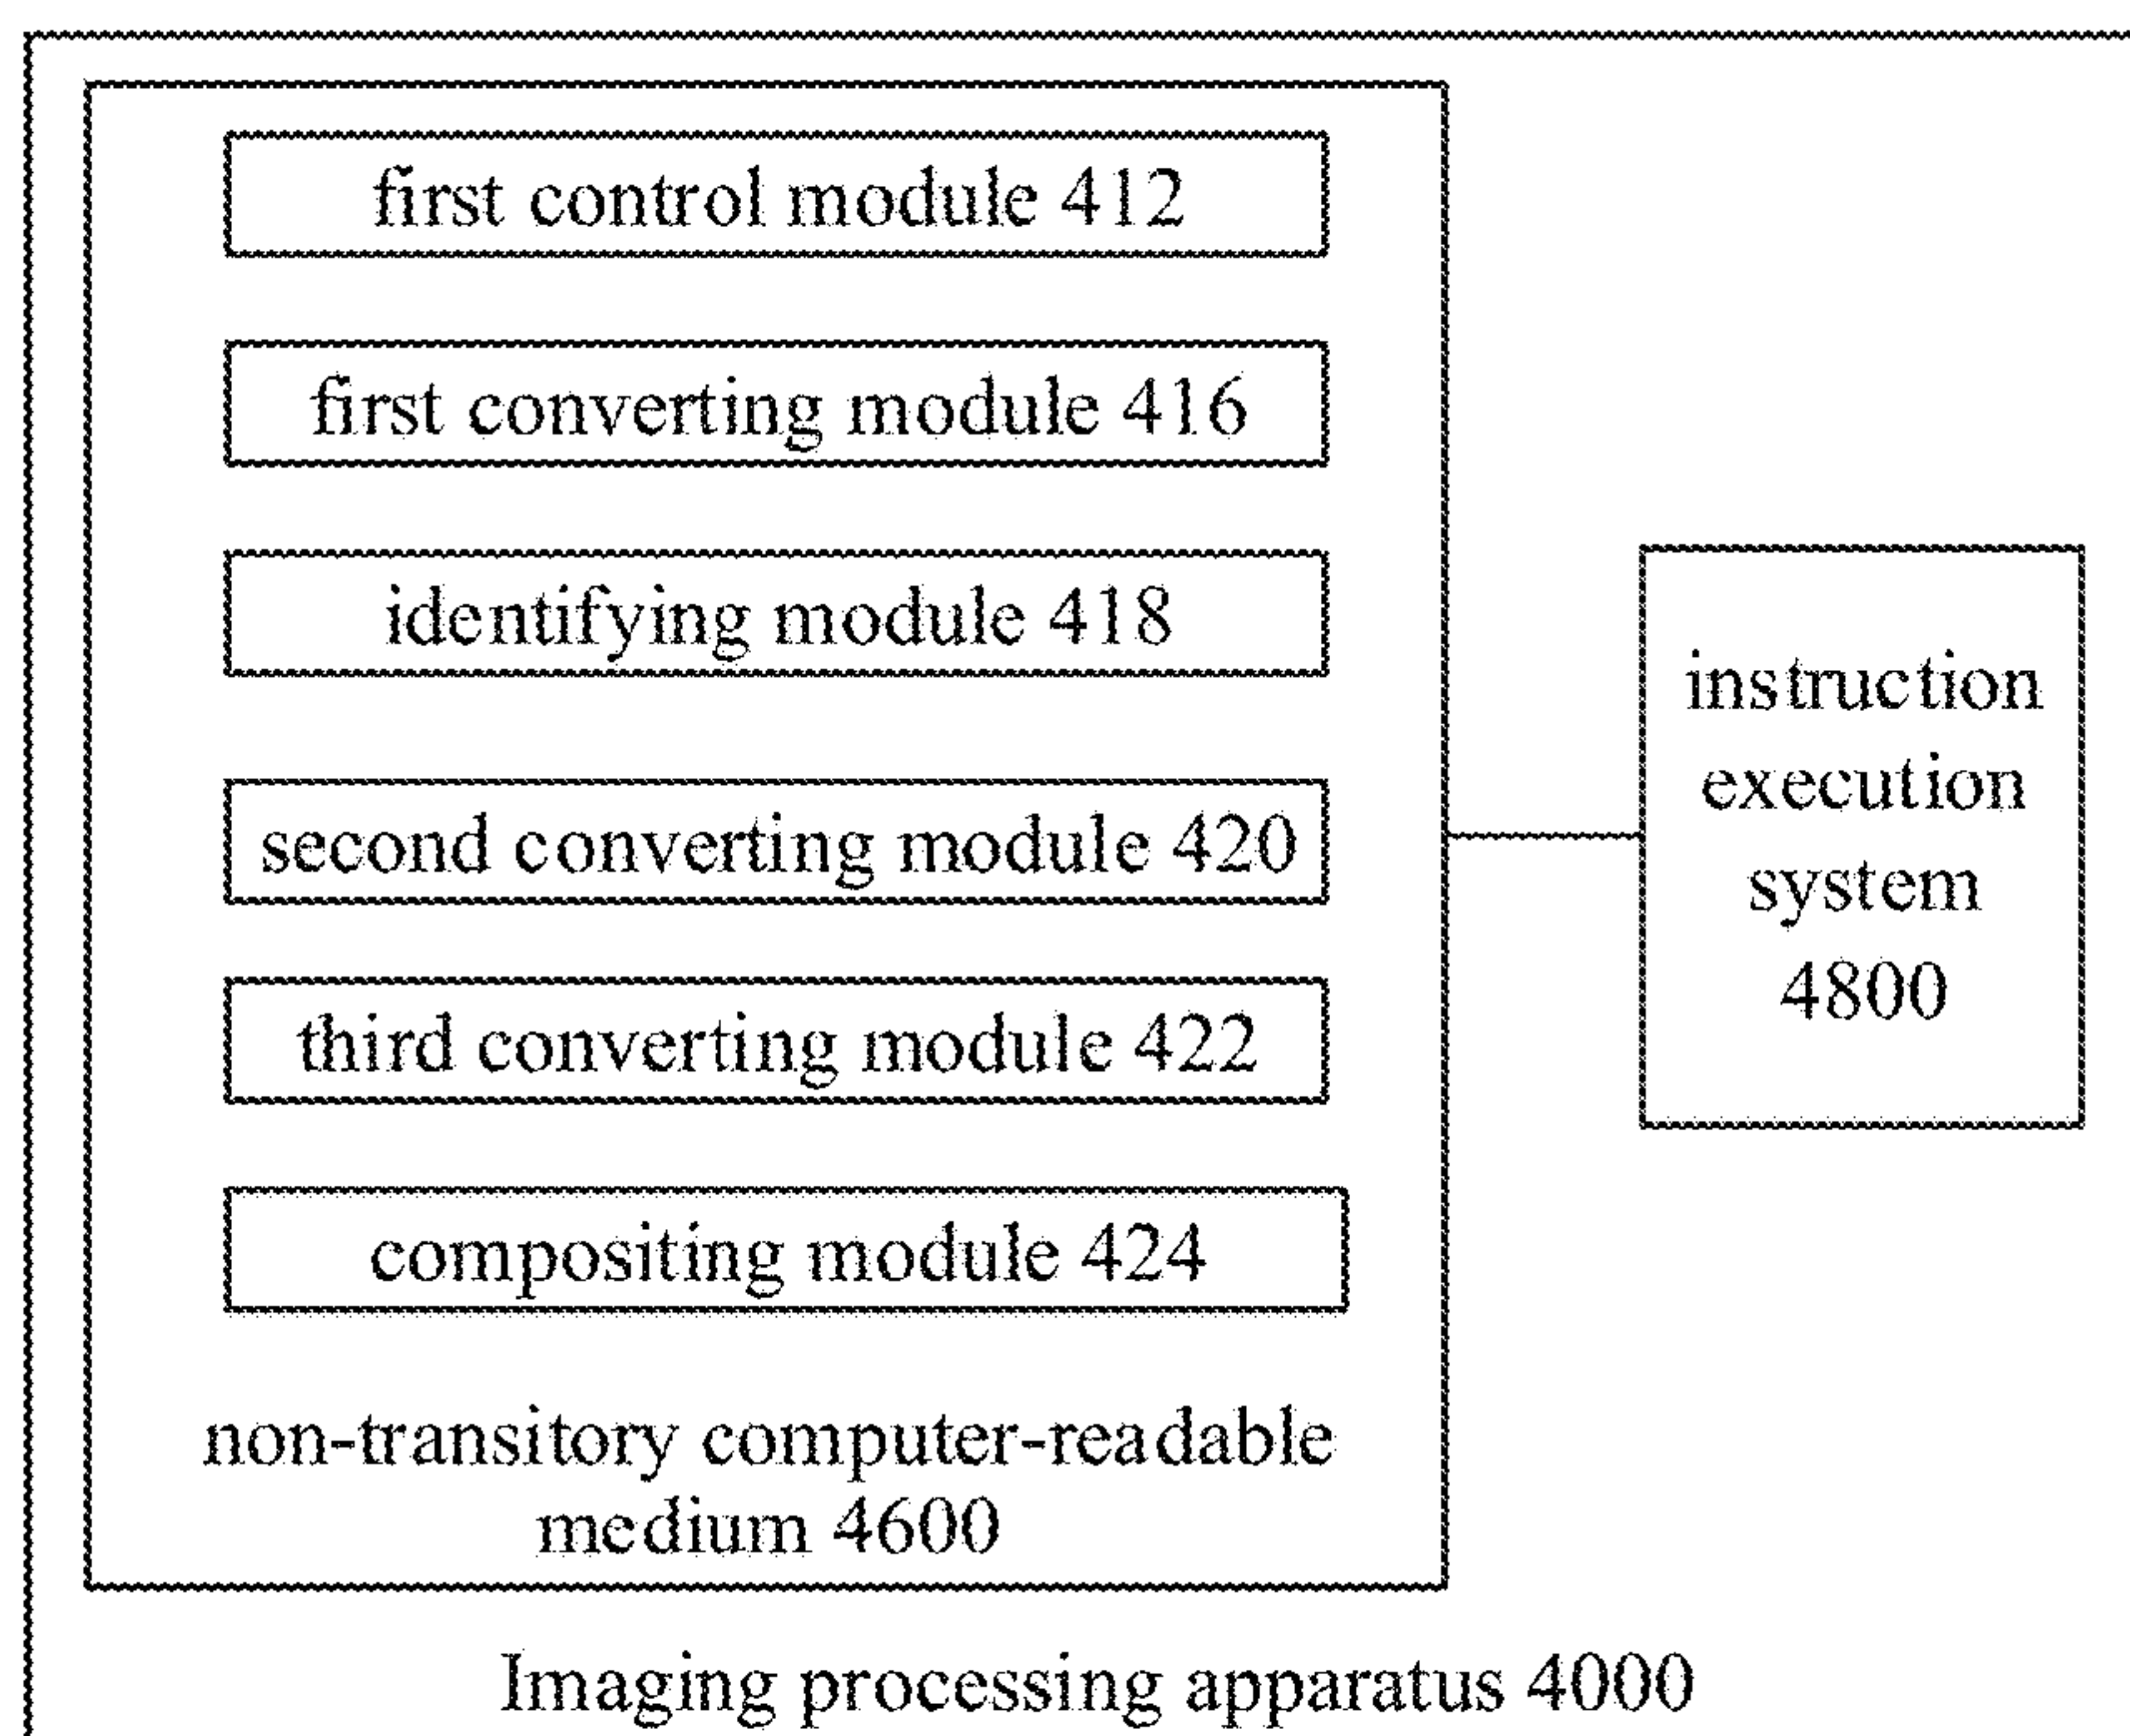 first control module 412
first converting module 416
identifying module 418
second converting module 420
third converting module 422
compositing module 424
non-transitory computer-readable
medium 4600
instruction
execution
system
4800
Imaging processing apparatus 4000